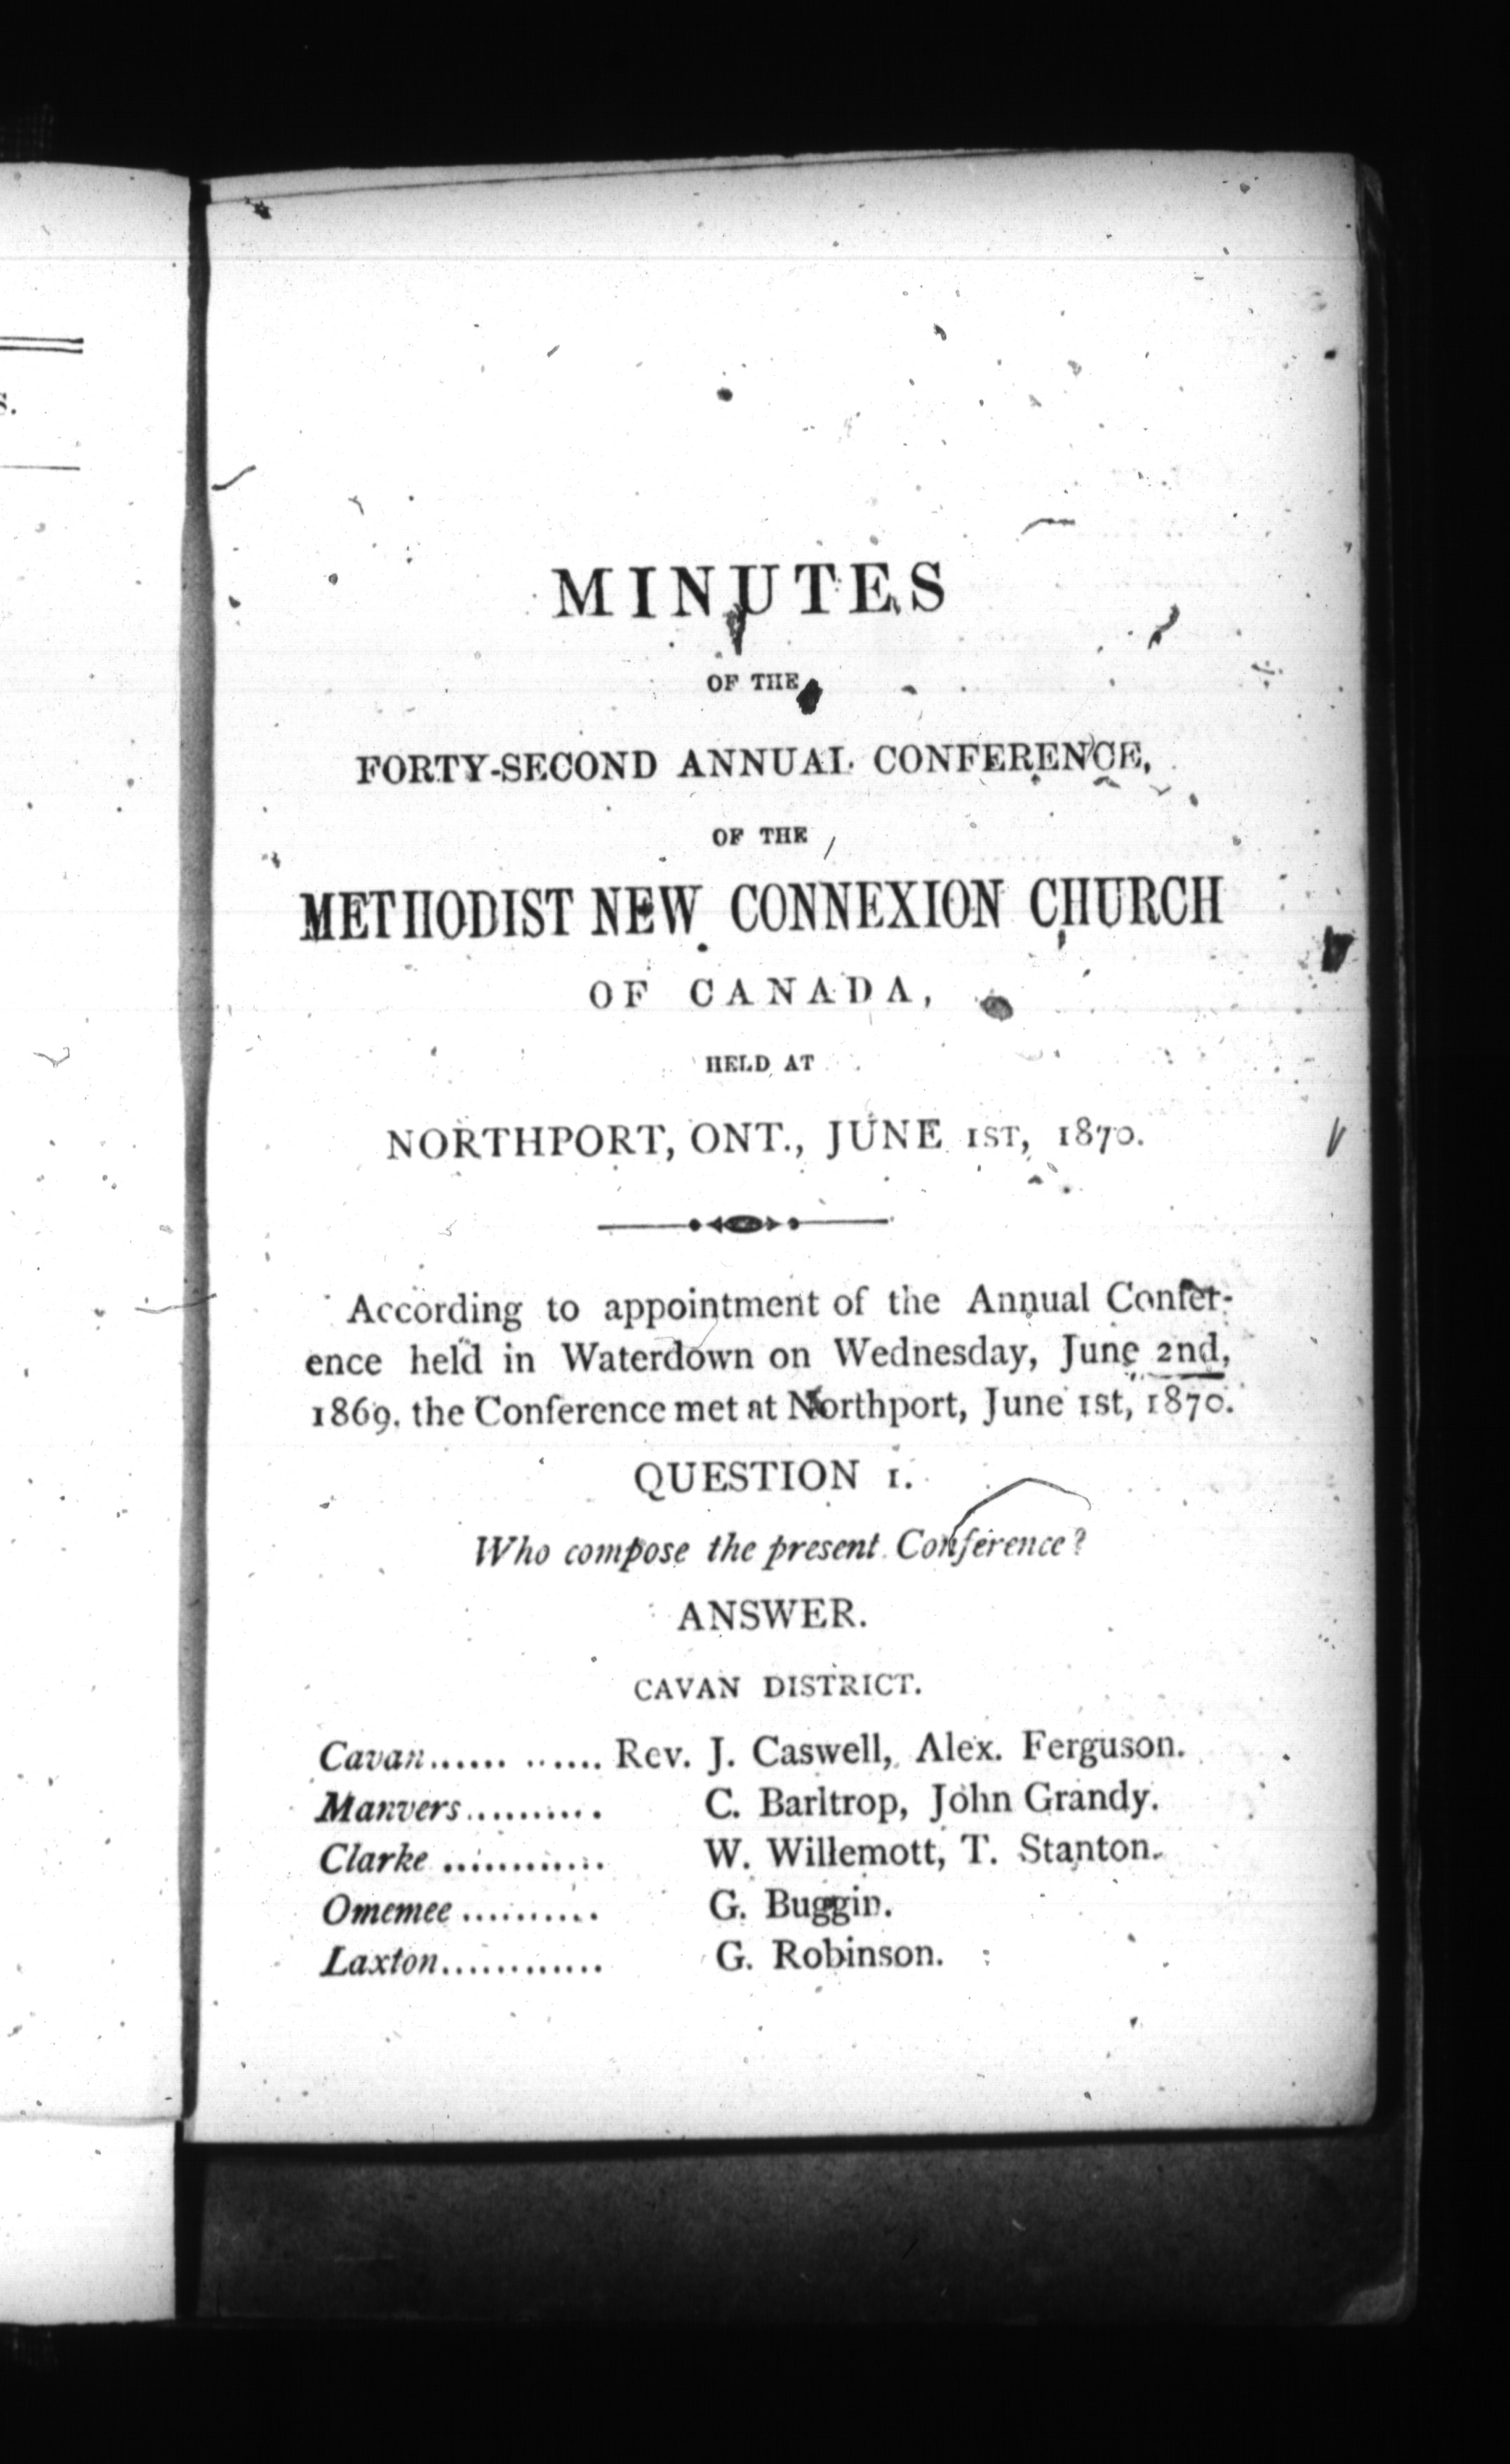 s.
MINUTES
OF THE
FORTY-SECOND ANNUAL CONFERENCE,
OF THE
METHODIST NEW CONNEXION CHURCH
OF CANADA,
HELD AT
NORTHPORT, ONT., JUNE 1ST, 1870.
According to appointment of the Annual Confer-
ence held in Waterdown on Wednesday, June 2nd,
1869. the Conference met at Northport, June 1st, 1870.
QUESTION 1.
Who compose the present Conference?
ANSWER.
CAVAN DISTRICT.
Cavan...... ...... Rev. J. Caswell, Alex. Ferguson.
Manvers.......... C. Barltrop, John Grandy.
Clarke ............ W. Willemott, T. Stanton.
Omemee .......... G. Buggin.
Laxton............ G. Robinson.